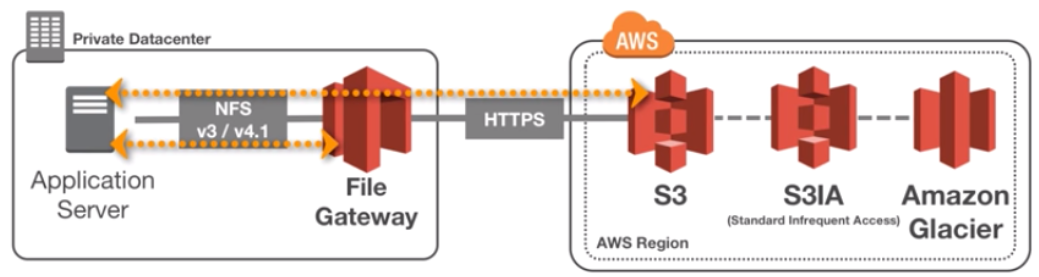 Private Datacenter
AWS
NFS
v3 / v4.1
HTTPS
Application
Server
File
Gateway
S3
S3IA
(Standard Infrequent Access)
Amazon
Glacier
AWS Region